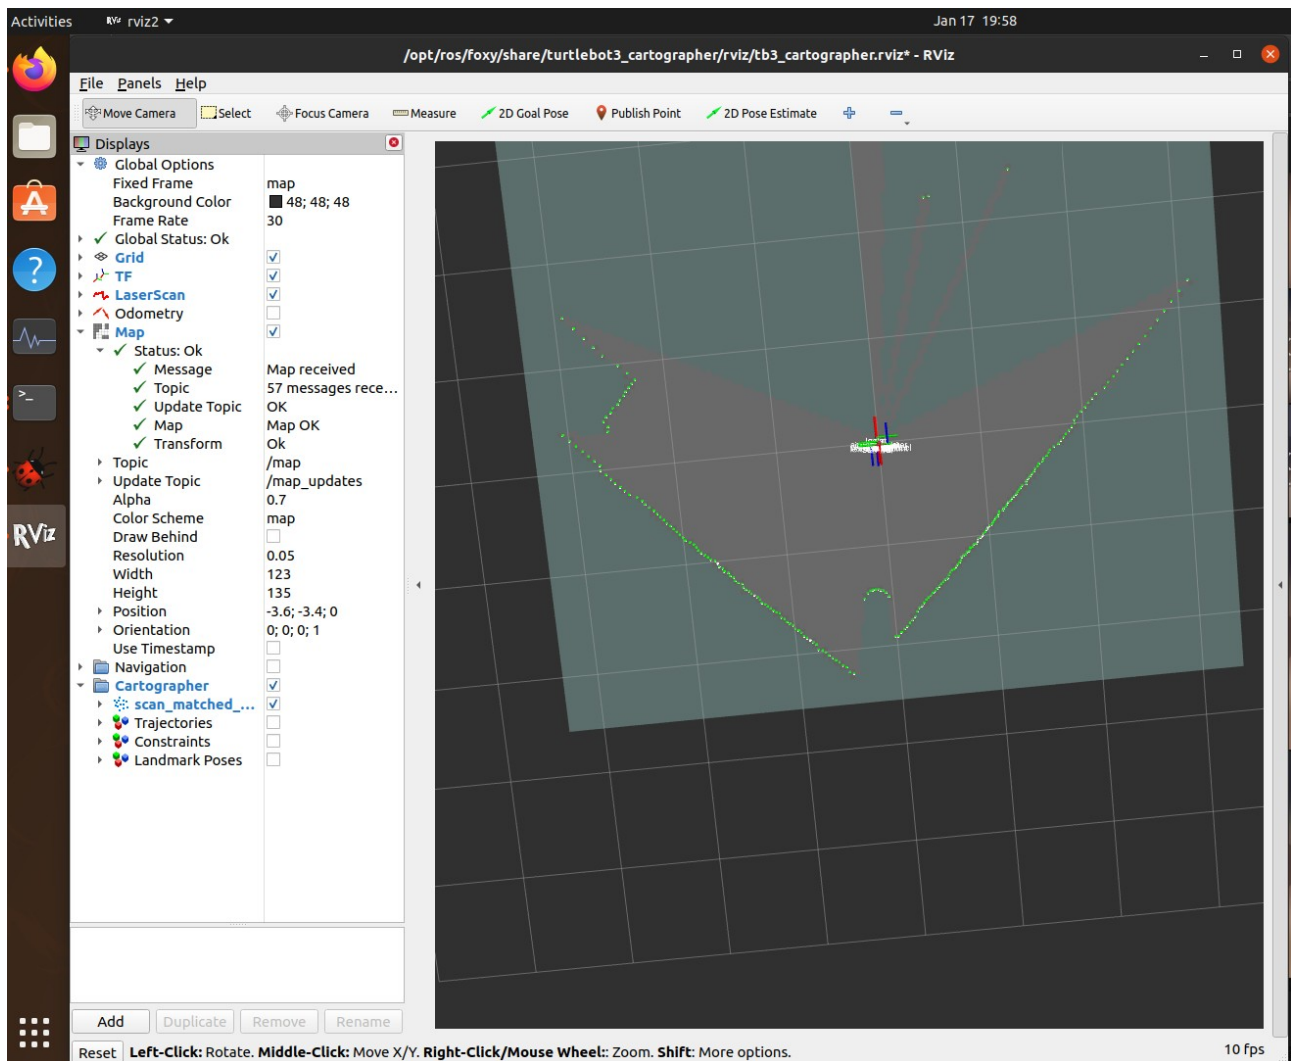 Activities
RViz rviz2
Jan 17 19:58
/opt/ros/foxy/share/turtlebot3_cartographer/rviz/tb3_cartographer.rviz* - RViz
File Panels Help
Move Camera Select Focus Camera Measure 2D Goal Pose Publish Point 2D Pose Estimate
Displays
Global Options
Fixed Frame map
Background Color 48; 48; 48
Frame Rate 30
Global Status: Ok
Grid
TF
LaserScan
Odometry
Map
Status: Ok
Message Map received
Topic 57 messages rece...
Update Topic OK
Map Map OK
Transform Ok
Topic /map
Update Topic /map_updates
Alpha 0.7
Color Scheme map
Draw Behind
Resolution 0.05
Width 123
Height 135
Position -3.6; -3.4; 0
Orientation 0; 0; 0; 1
Use Timestamp
Navigation
Cartographer
scan_matched_...
Trajectories
Constraints
Landmark Poses
RViz
Add Duplicate Remove Rename
Reset Left-Click: Rotate. Middle-Click: Move X/Y. Right-Click/Mouse Wheel:: Zoom. Shift: More options.
10 fps